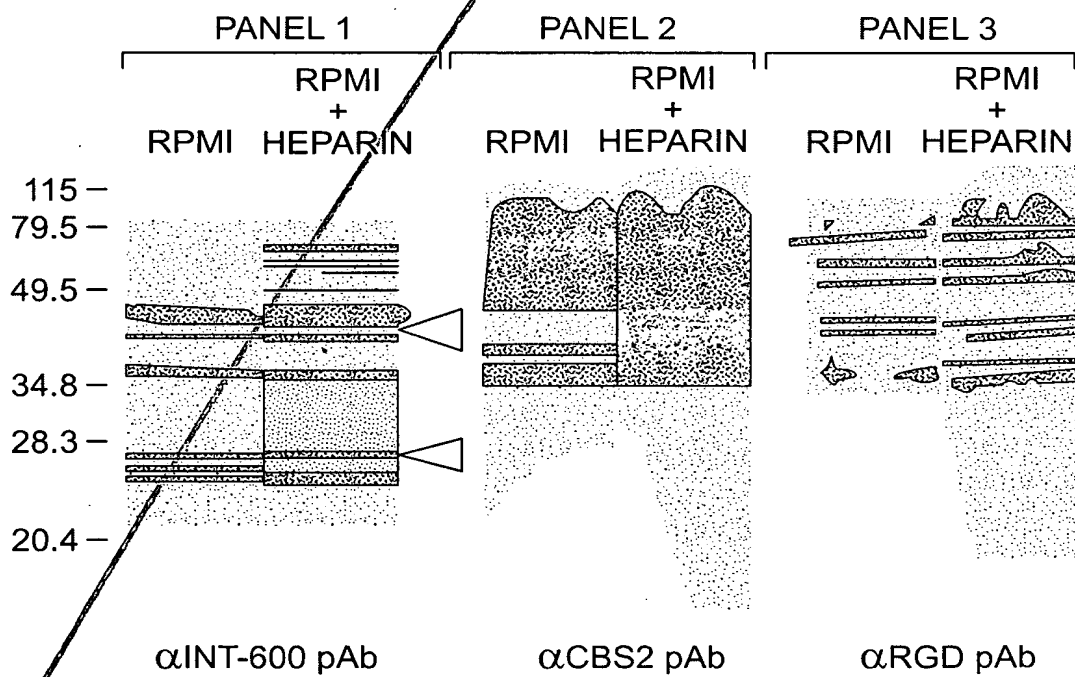 PANEL 1 PANEL 2 PANEL 3
RPMI RPMI RPMI
+ + +
RPMI HEPARIN RPMI HEPARIN RPMI HEPARIN
115 –
79.5 –
49.5 –
34.8 –
28.3 –
20.4 –
αINT-600 pAb αCBS2 pAb αRGD pAb